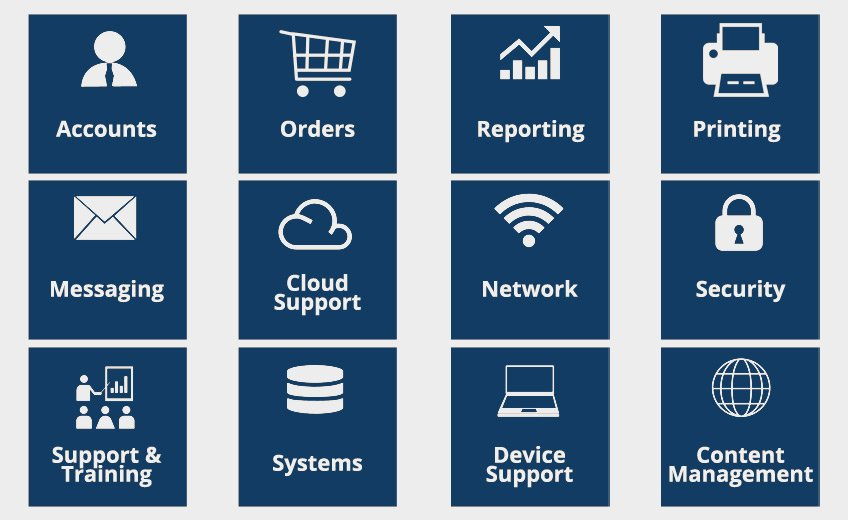 Accounts
Orders
Reporting
Printing
Messaging
Cloud
Support
Network
Security
Support &
Training
Systems
Device
Support
Content
Management